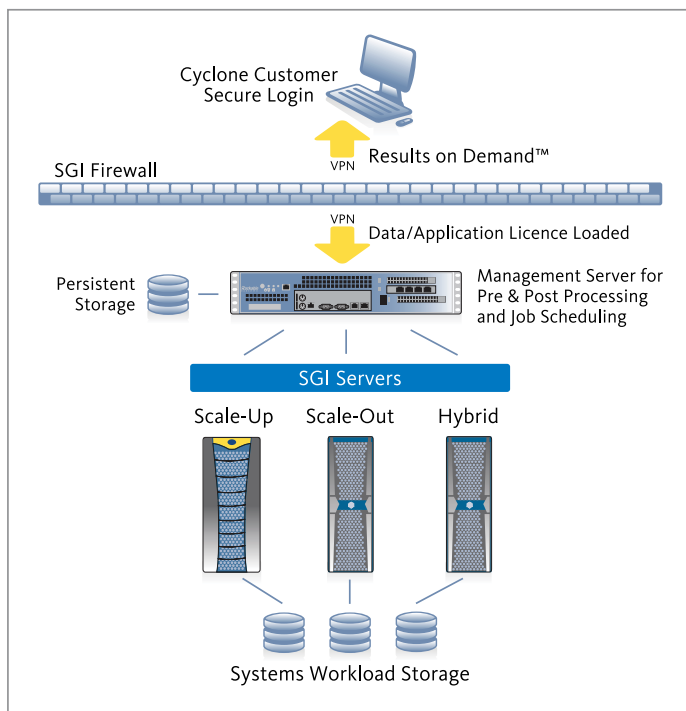 Cyclone Customer
Secure Login
VPN
Results on Demand™
SGI Firewall
VPN
Data/Application Licence Loaded
Persistent
Storage
Management Server for
Pre & Post Processing
and Job Scheduling
SGI Servers
Scale-Up
Scale-Out
Hybrid
Systems Workload Storage